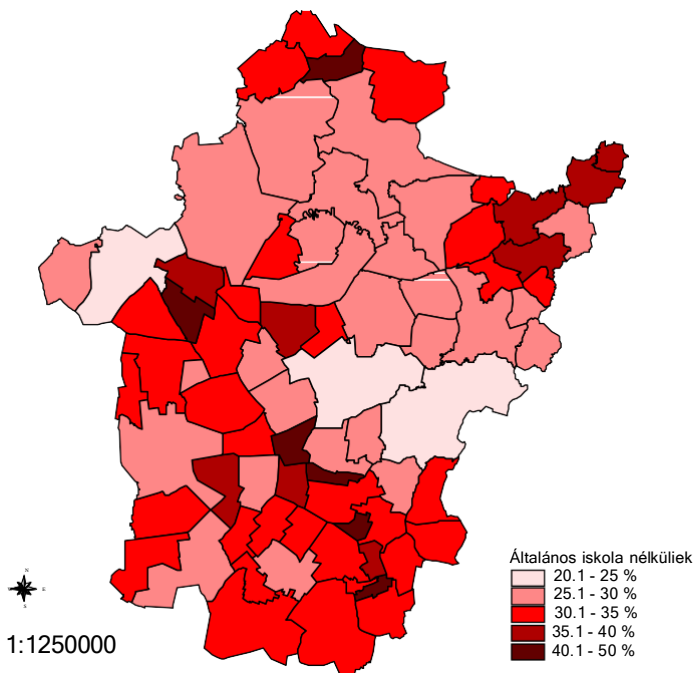 Általános iskola nélküliek
20.1 - 25 %
25.1 - 30 %
30.1 - 35 %
35.1 - 40 %
40.1 - 50 %
N
E
S
1:1250000